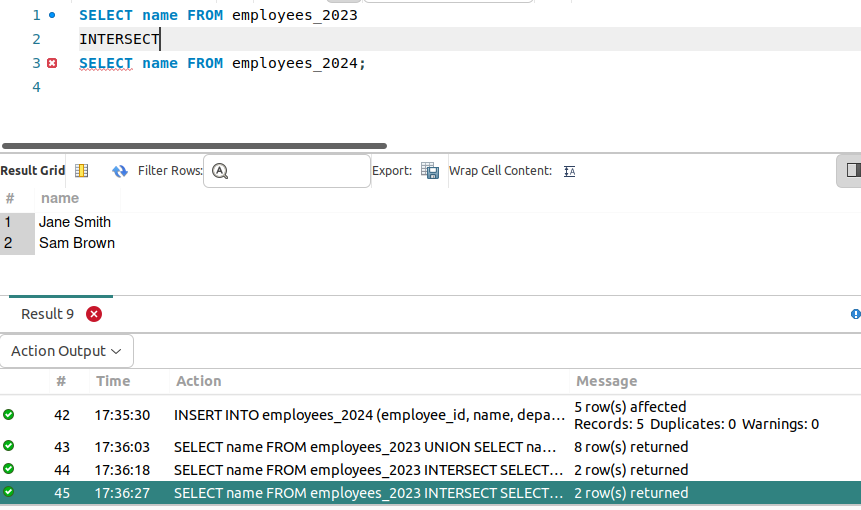 1 SELECT name FROM employees_2023
2 INTERSECT
3 SELECT name FROM employees_2024;
4
Result Grid Filter Rows: Export: Wrap Cell Content:
# name
1 Jane Smith
2 Sam Brown
Result 9
Action Output
# Time Action Message
42 17:35:30 INSERT INTO employees_2024 (employee_id, name, depa... 5 row(s) affected
Records: 5 Duplicates: 0 Warnings: 0
43 17:36:03 SELECT name FROM employees_2023 UNION SELECT na... 8 row(s) returned
44 17:36:18 SELECT name FROM employees_2023 INTERSECT SELECT... 2 row(s) returned
45 17:36:27 SELECT name FROM employees_2023 INTERSECT SELECT... 2 row(s) returned